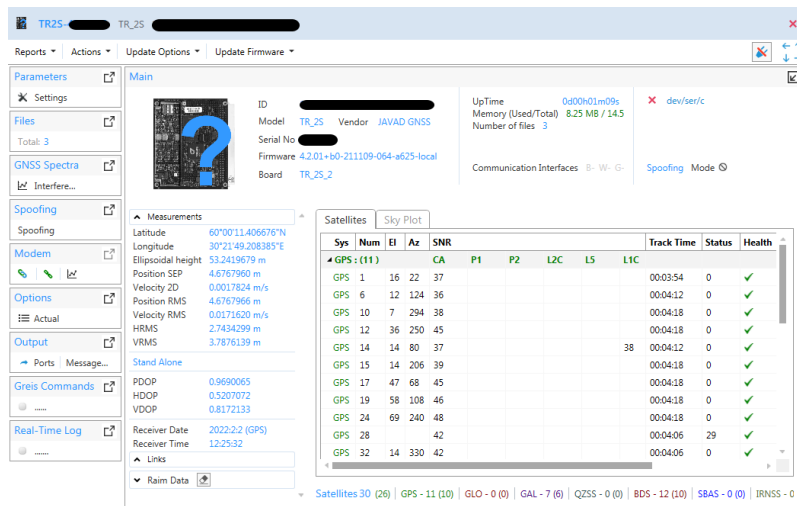 TR2S- TR_2S
Reports Actions Update Options Update Firmware
Parameters
Settings
Files
Total: 3
GNSS Spectra
Interfere...
Spoofing
Spoofing
Modem
Options
Actual
Output
Ports Message...
Greis Commands
......
Real-Time Log
......
Main
?
ID
Model TR_2S Vendor JAVAD GNSS
Serial No
Firmware 4.2.01+b0-211109-064-a625-local
Board TR_2S_2
UpTime 0d00h01m09s
Memory (Used/Total) 8.25 MB / 14.5
Number of files 3
Communication Interfaces B- W- G-
dev/ser/c
Spoofing Mode
Measurements
Latitude 60°00'11.406676"N
Longitude 30°21'49.208385"E
Ellipsoidal height 53.2419679 m
Position SEP 4.6767960 m
Velocity 2D 0.0017824 m/s
Position RMS 4.6767966 m
Velocity RMS 0.0171620 m/s
HRMS 2.7434299 m
VRMS 3.7876139 m
Stand Alone
PDOP 0.9690065
HDOP 0.5207072
VDOP 0.8172133
Receiver Date 2022:2:2 (GPS)
Receiver Time 12:25:32
Links
Raim Data
Satellites Sky Plot
Sys Num El Az SNR Track Time Status Health
GPS : (11) CA P1 P2 L2C L5 L1C
GPS 1 16 22 37 00:03:54 0
GPS 6 12 124 36 00:04:12 0
GPS 10 7 294 38 00:04:18 0
GPS 12 36 250 45 00:04:18 0
GPS 14 14 80 37 38 00:04:12 0
GPS 15 14 206 39 00:04:18 0
GPS 17 47 68 45 00:04:18 0
GPS 19 58 108 46 00:04:18 0
GPS 24 69 240 48 00:04:18 0
GPS 28 42 00:04:06 29
GPS 32 14 330 42 00:04:06 0
Satellites 30 (26) GPS - 11 (10) GLO - 0 (0) GAL - 7 (6) QZSS - 0 (0) BDS - 12 (10) SBAS - 0 (0) IRNSS - 0